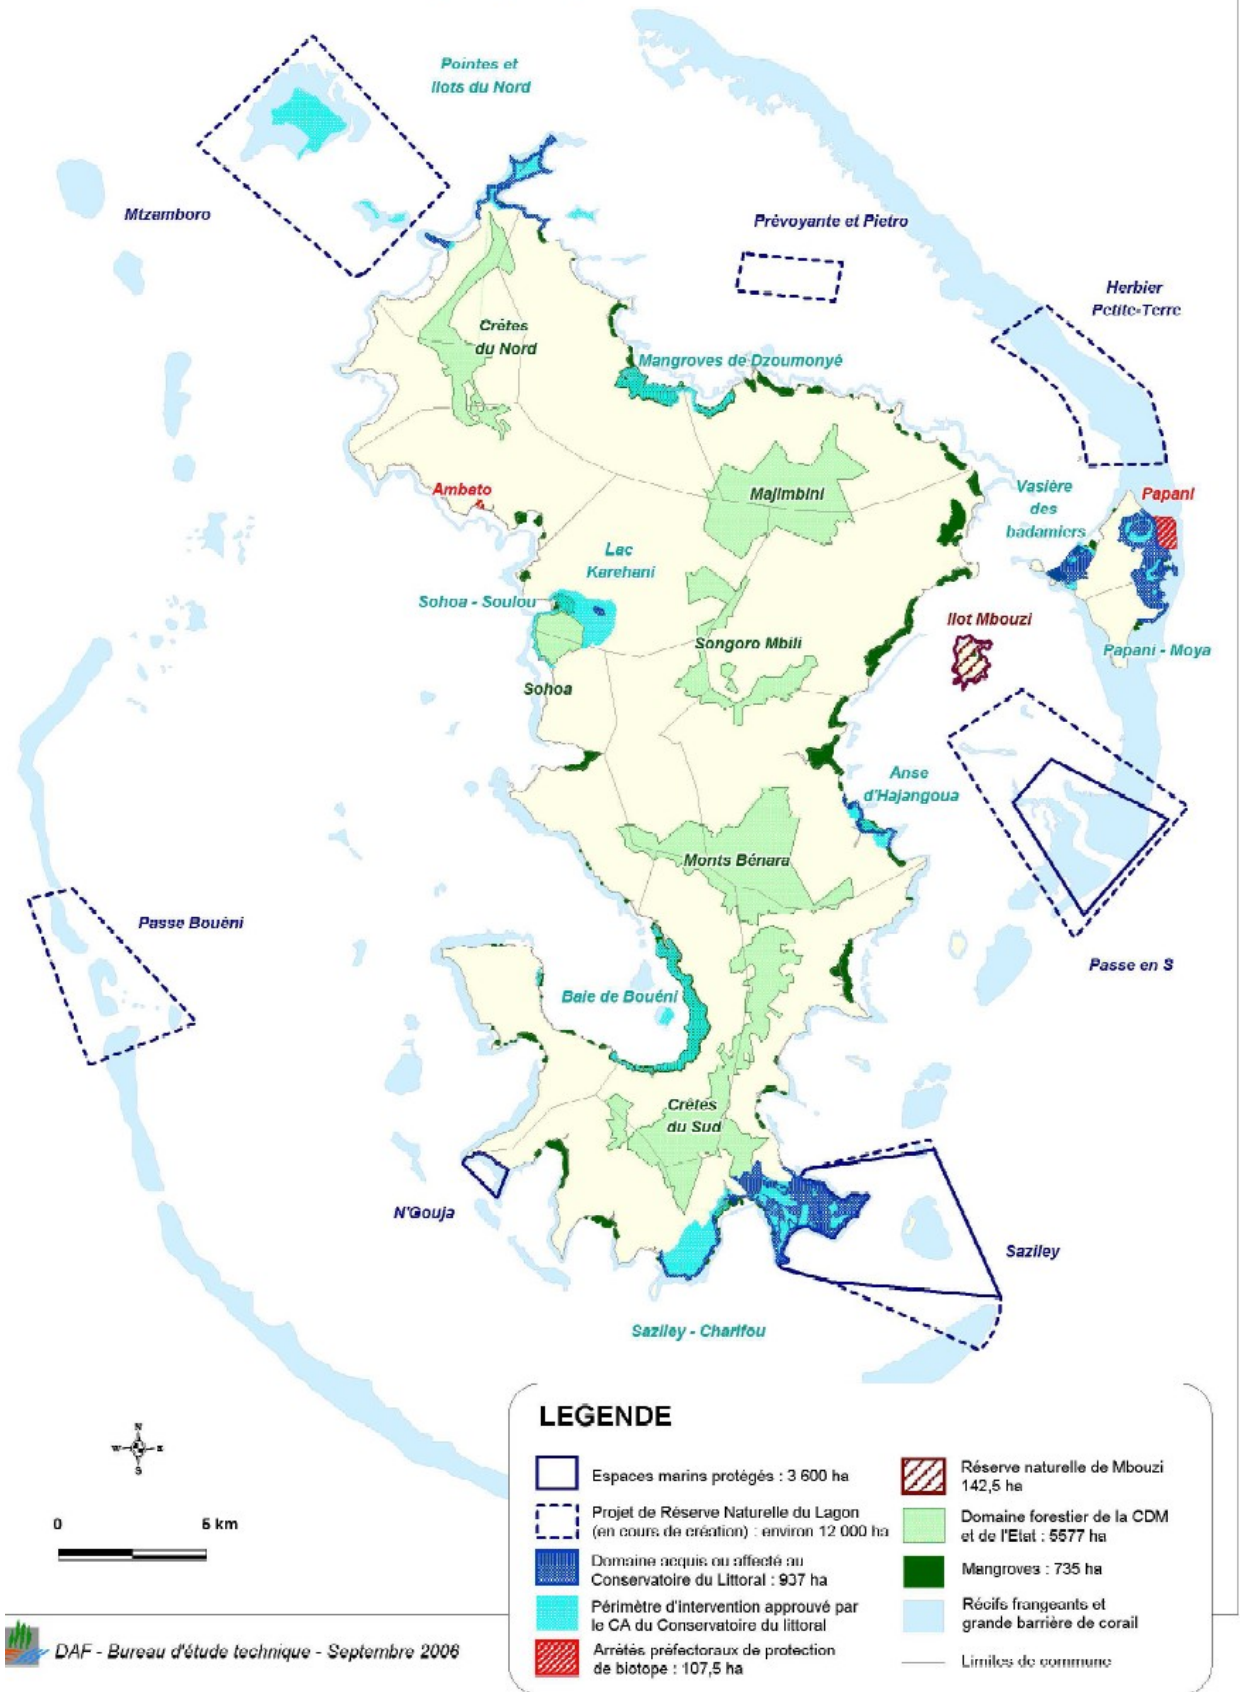 Pointes et
Ilots du Nord
Mtzamboro
Prévoyante et Pietro
Herbier
Petite-Terre
Crêtes
du Nord
Mangroves de Dzoumonyé
Ambato
Majimbini
Vasière
des
badamiers
Papani
Lac
Karehani
Sohoa - Soulou
Ilot Mbouzi
Songoro Mbili
Papani - Moya
Sohoa
Anse
d'Hajangoua
Monts Bénara
Passe Bouéni
Passe en S
Baie de Bouéni
Crêtes
du Sud
N'Gouja
Saziley
Saziley - Charifou
LEGENDE
Espaces marins protégés : 3 600 ha
Projet de Réserve Naturelle du Lagon
(en cours de création) : environ 12 000 ha
Domaine acquis ou affecté au
Conservatoire du Littoral : 937 ha
Périmètre d'intervention approuvé par
le CA du Conservatoire du littoral
Arrêtés préfectoraux de protection
de biotope : 107,5 ha
Réserve naturelle de Mbouzi
142,5 ha
Domaine forestier de la CDM
et de l'Etat : 5577 ha
Mangroves : 735 ha
Récifs frangeants et
grande barrière de corail
Limites de commune
N
W E
S
0 5 km
DAF - Bureau d'étude technique - Septembre 2006